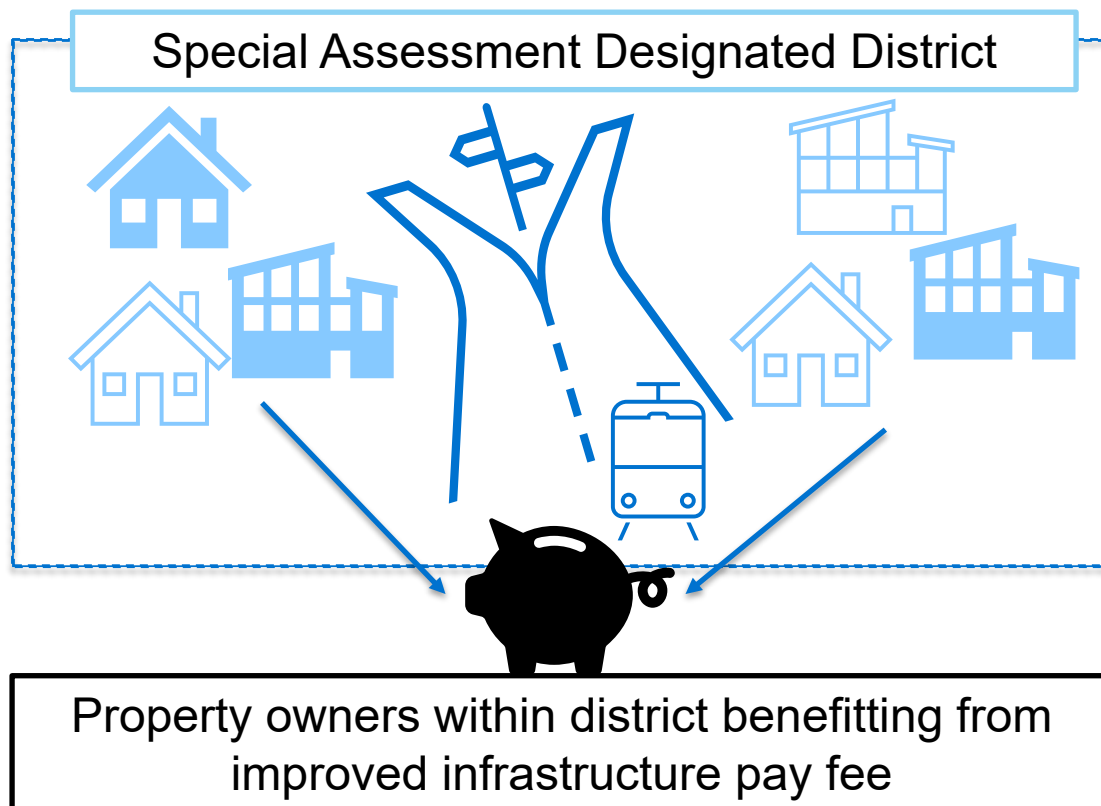 Special Assessment Designated District
Property owners within district benefitting from
improved infrastructure pay fee